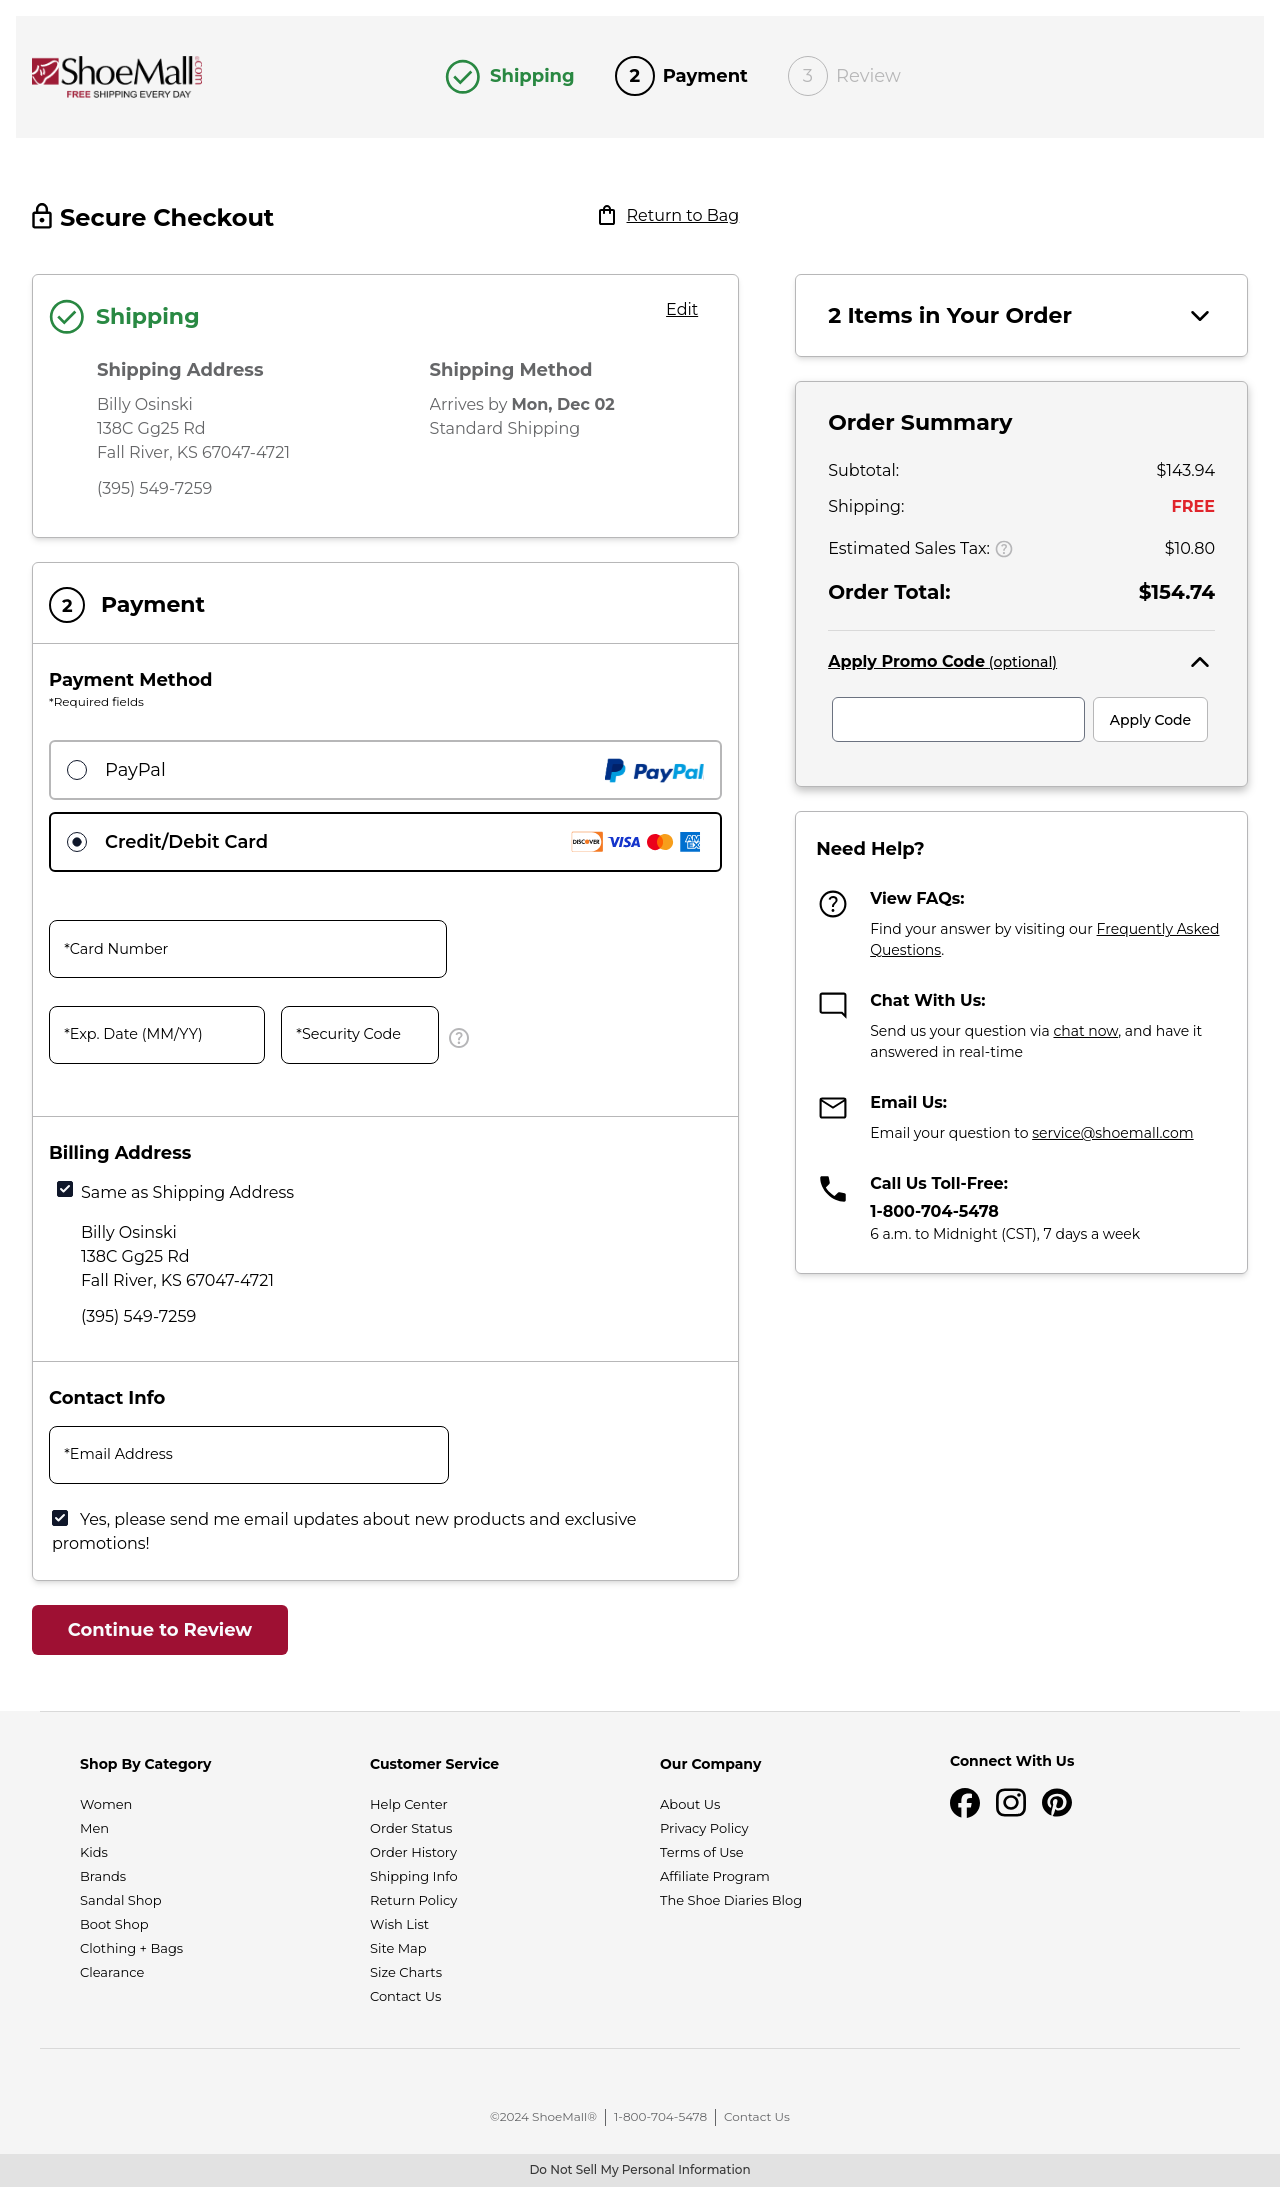 ShoeMall.com
FREE SHIPPING EVERY DAY
Shipping
2 Payment
3 Review
Secure Checkout
Return to Bag
Shipping
Edit
Shipping Address
Billy Osinski
138C Gg25 Rd
Fall River, KS 67047-4721
(395) 549-7259
Shipping Method
Arrives by Mon, Dec 02
Standard Shipping
2 Payment
Payment Method
*Required fields
PayPal
PayPal
Credit/Debit Card
DISCOVER VISA AMEX
*Card Number
*Exp. Date (MM/YY)
*Security Code
?
Billing Address
Same as Shipping Address
Billy Osinski
138C Gg25 Rd
Fall River, KS 67047-4721
(395) 549-7259
Contact Info
*Email Address
Yes, please send me email updates about new products and exclusive
promotions!
Continue to Review
2 Items in Your Order
Order Summary
Subtotal: $143.94
Shipping: FREE
Estimated Sales Tax: ? $10.80
Order Total: $154.74
Apply Promo Code (optional)
Apply Code
Need Help?
?
View FAQs:
Find your answer by visiting our Frequently Asked
Questions.
Chat With Us:
Send us your question via chat now, and have it
answered in real-time
Email Us:
Email your question to service@shoemall.com
Call Us Toll-Free:
1-800-704-5478
6 a.m. to Midnight (CST), 7 days a week
Shop By Category
Women
Men
Kids
Brands
Sandal Shop
Boot Shop
Clothing + Bags
Clearance
Customer Service
Help Center
Order Status
Order History
Shipping Info
Return Policy
Wish List
Site Map
Size Charts
Contact Us
Our Company
About Us
Privacy Policy
Terms of Use
Affiliate Program
The Shoe Diaries Blog
Connect With Us
©2024 ShoeMall® | 1-800-704-5478 | Contact Us
Do Not Sell My Personal Information